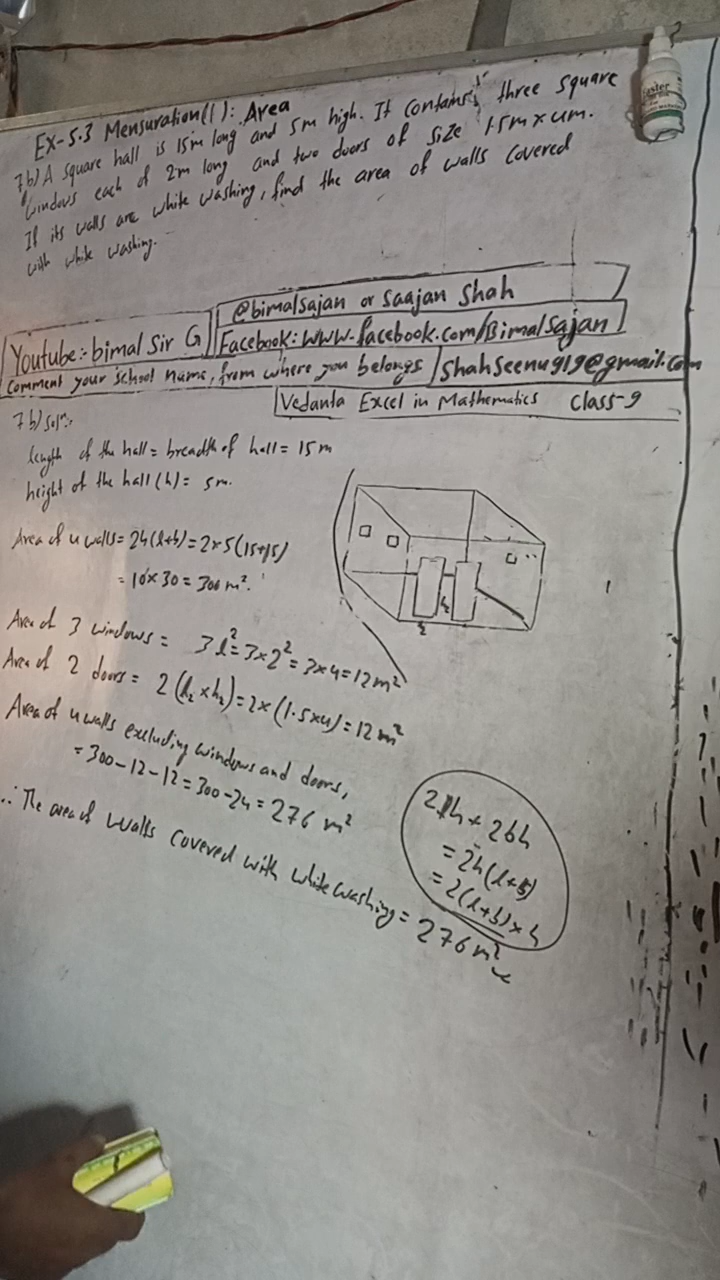 Ex-5.3 Mensuration(I): Area
7b) A square hall is 15m long and 5m high. It contains three square
windows each of 2m long and two doors of size 1.5m×4m.
If its walls are white washing, find the area of walls covered
with white washing.
@bimalsajan or Saajan Shah
Youtube:- bimal Sir G
Facebook: www.facebook.com/Bimalsajan
Comment your school name, from where you belongs
Shahseenu919@gmail.com
Vedanta Excel in Mathematics Class-9
7b) Solⁿ:
length of the hall = breadth of hall = 15m
height of the hall (h) = 5m.
Area of 4 walls = 2h(l+b) = 2×5(15+15)
= 10×30 = 300m².
Area of 3 windows = 3l² = 3×2² = 3×4 = 12m²
Area of 2 doors = 2(l₂×h₂) = 2×(1.5×4) = 12m²
Area of 4 walls excluding windows and doors,
= 300-12-12 = 300-24 = 276 m²
∴ The area of walls covered with white washing = 276m²
2lh + 2bh
= 2h(l+b)
= 2(l+b)×h